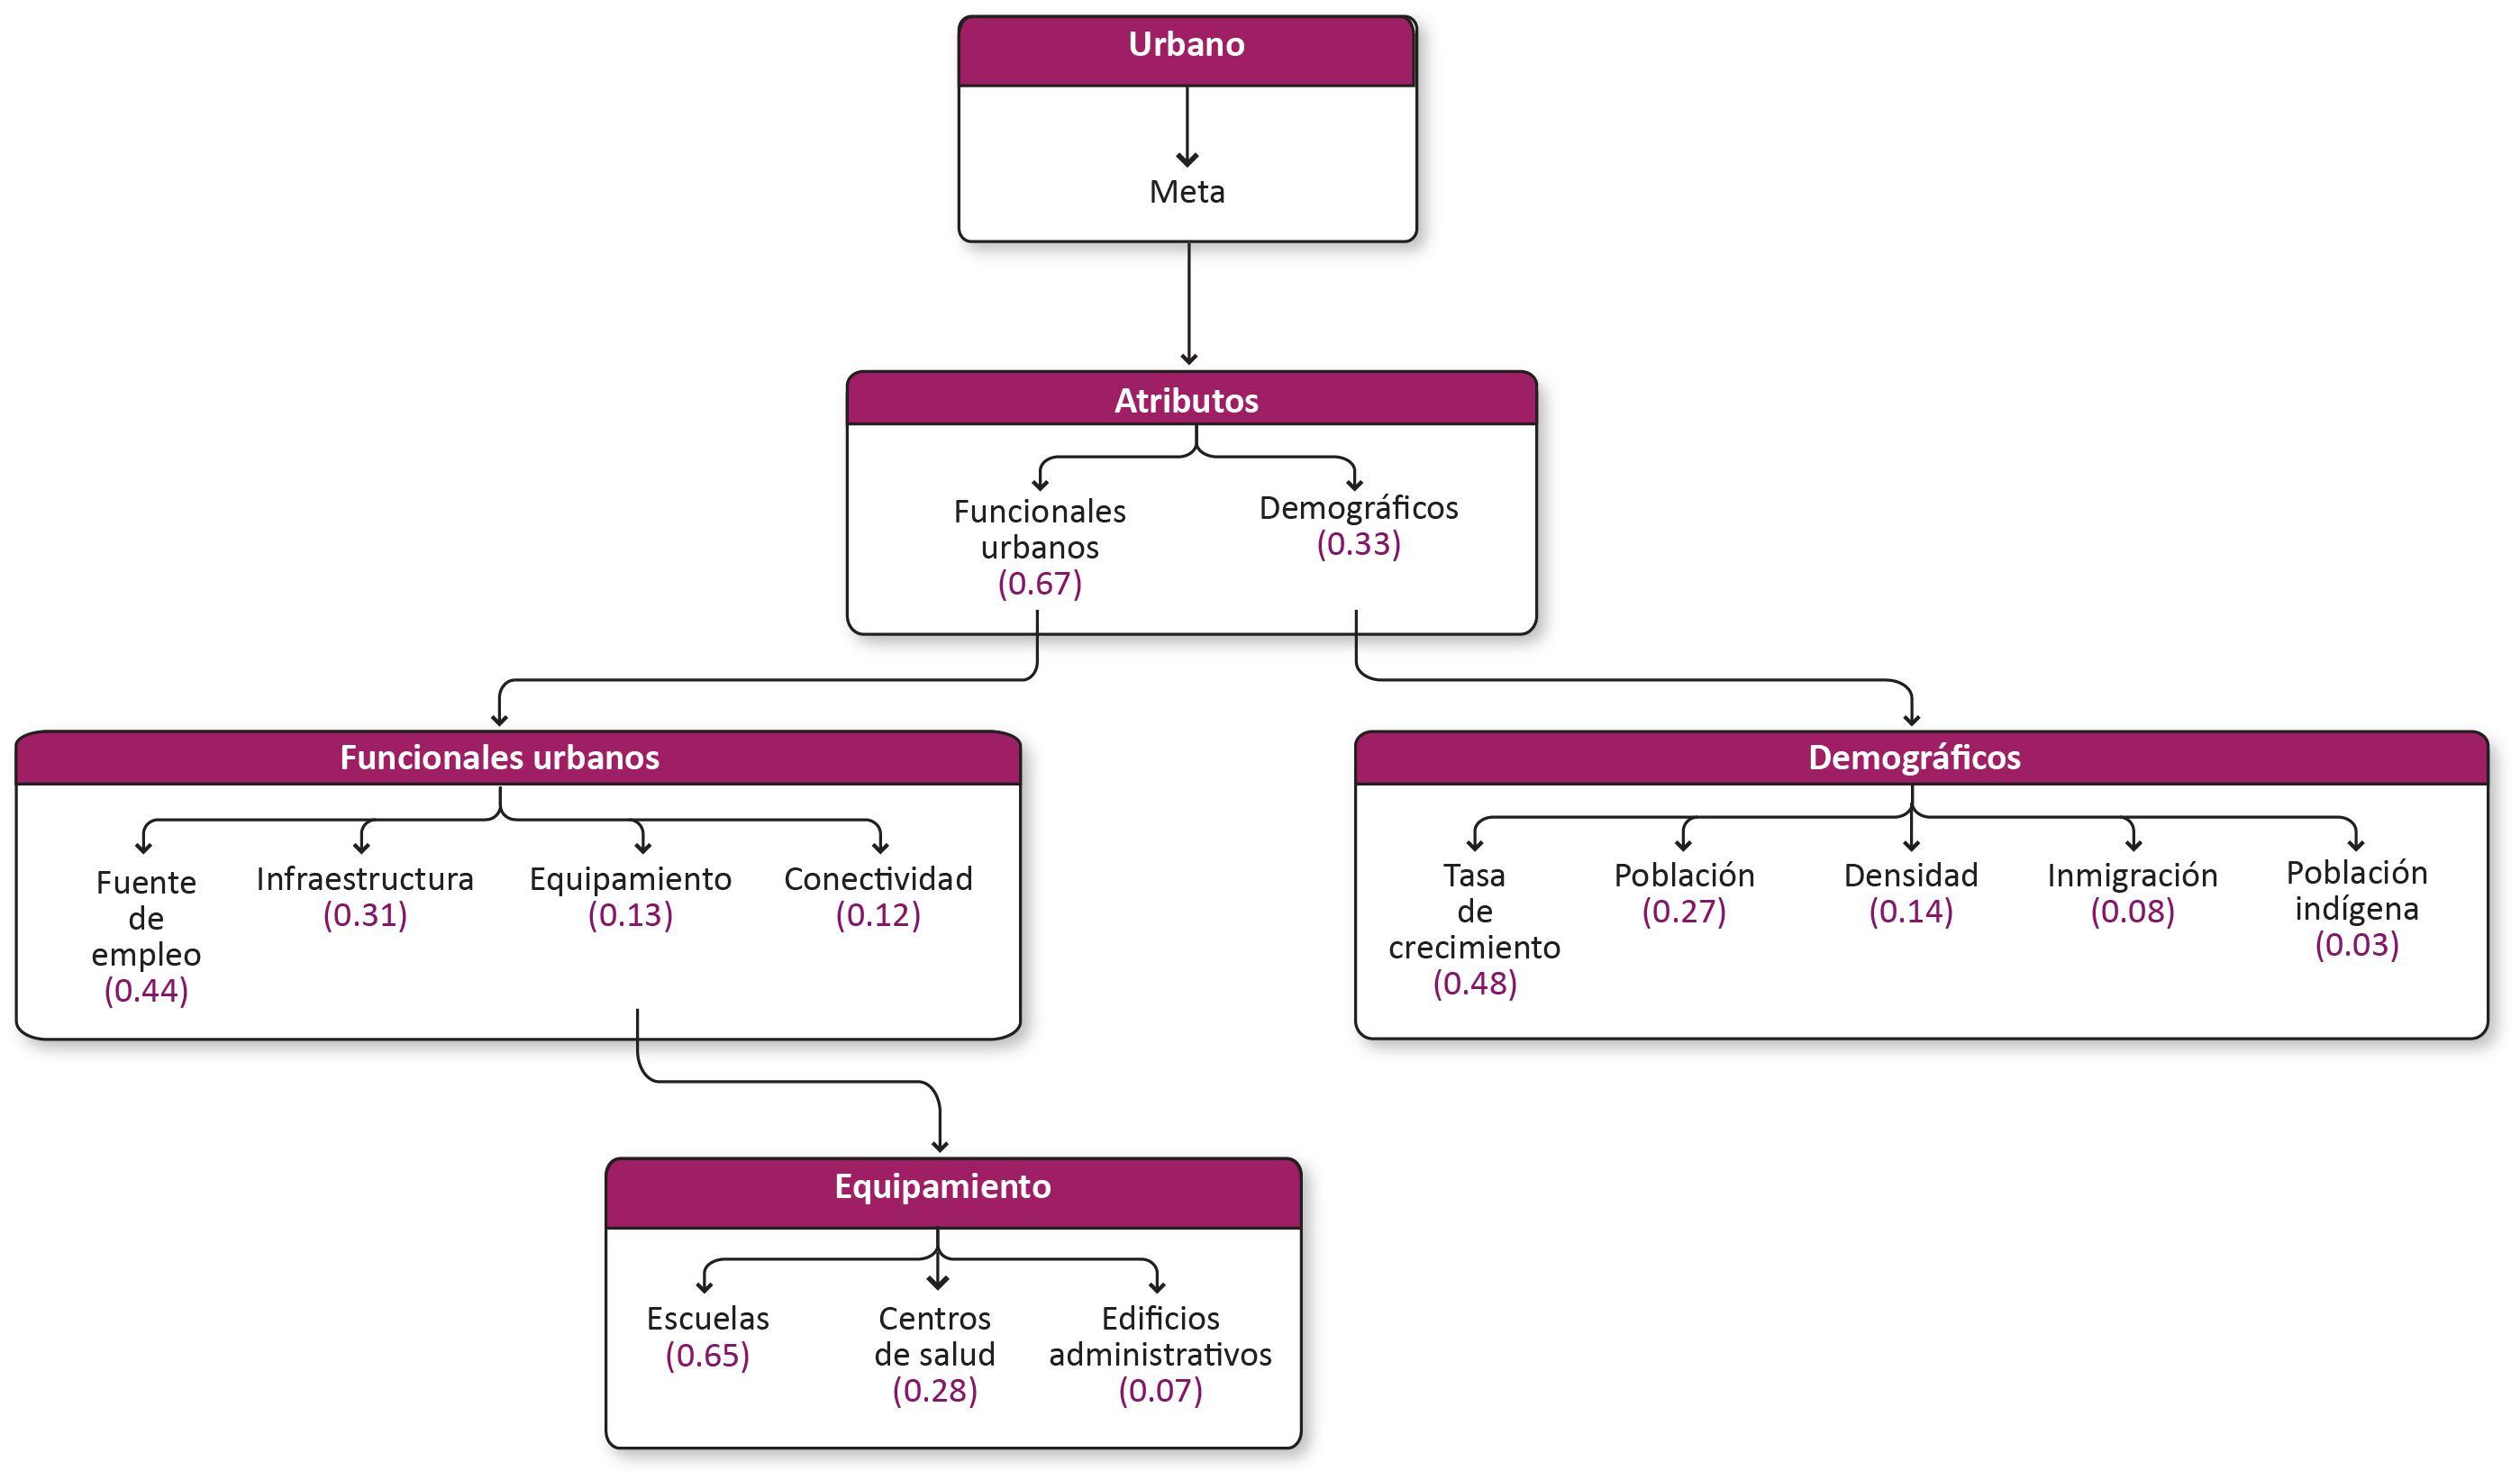 Urbano
Meta
Atributos
Funcionales
urbanos
(0.67)
Demográficos
(0.33)
Funcionales urbanos
Fuente
de
empleo
(0.44)
Infraestructura
(0.31)
Equipamiento
(0.13)
Conectividad
(0.12)
Demográficos
Tasa
de
crecimiento
(0.48)
Población
(0.27)
Densidad
(0.14)
Inmigración
(0.08)
Población
indígena
(0.03)
Equipamiento
Escuelas
(0.65)
Centros
de salud
(0.28)
Edificios
administrativos
(0.07)